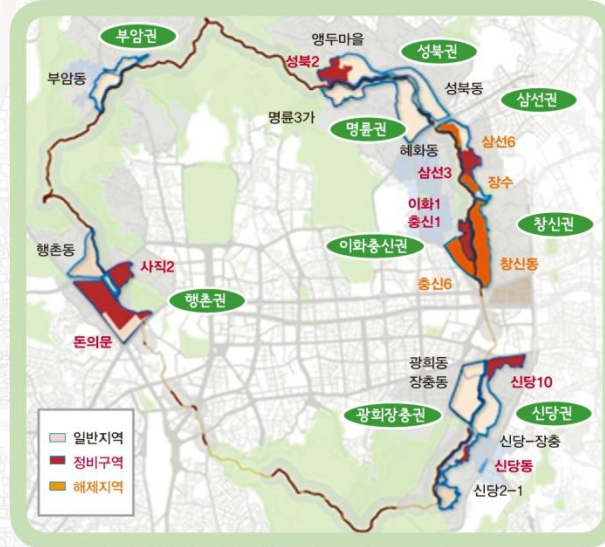 부암권
앵두마을
성북권
성북2
부암동
성북동
삼선권
명륜3가
명륜권
혜화동
삼선6
삼선3
장수
이화1
충신1
창신권
행촌동
이화충신권
사직2
창신동
행촌권
충신6
돈의문
광희동
장충동
신당10
광희장충권
신당권
일반지역
신당-장충
정비구역
신당동
해제지역
신당2-1